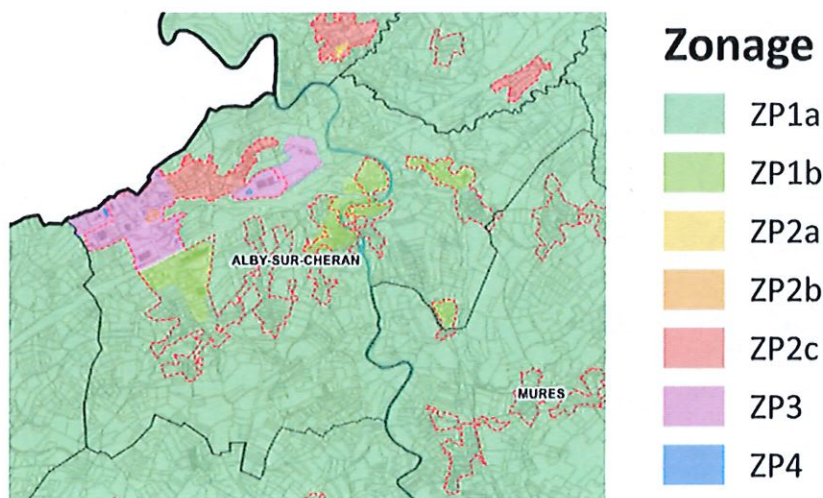 Zonage
ZP1a
ZP1b
ZP2a
ZP2b
ZP2c
ZP3
ZP4
ALBY-SUR-CHERAN
MURES